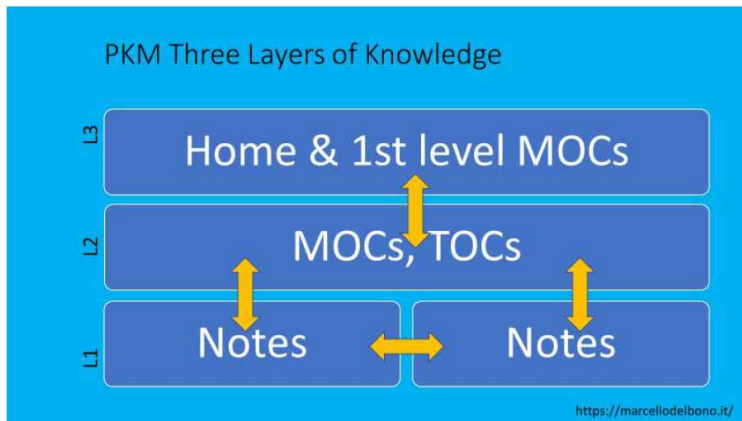 PKM Three Layers of Knowledge
L3
Home & 1st level MOCs
L2
MOCs, TOCs
L1
Notes
Notes
https://marcellodelbono.it/